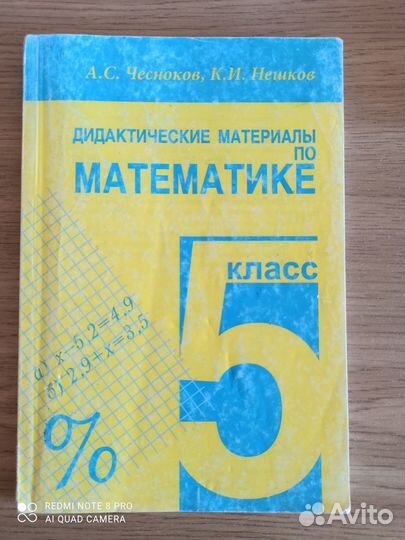 А.С. Чесноков, К.И. Нешков
ДИДАКТИЧЕСКИЕ МАТЕРИАЛЫ
ПО
МАТЕМАТИКЕ
класс
5
а) x−5,2=4,9
б) 2,9+x=3,5
%
REDMI NOTE 8 PRO
AI QUAD CAMERA
Avito